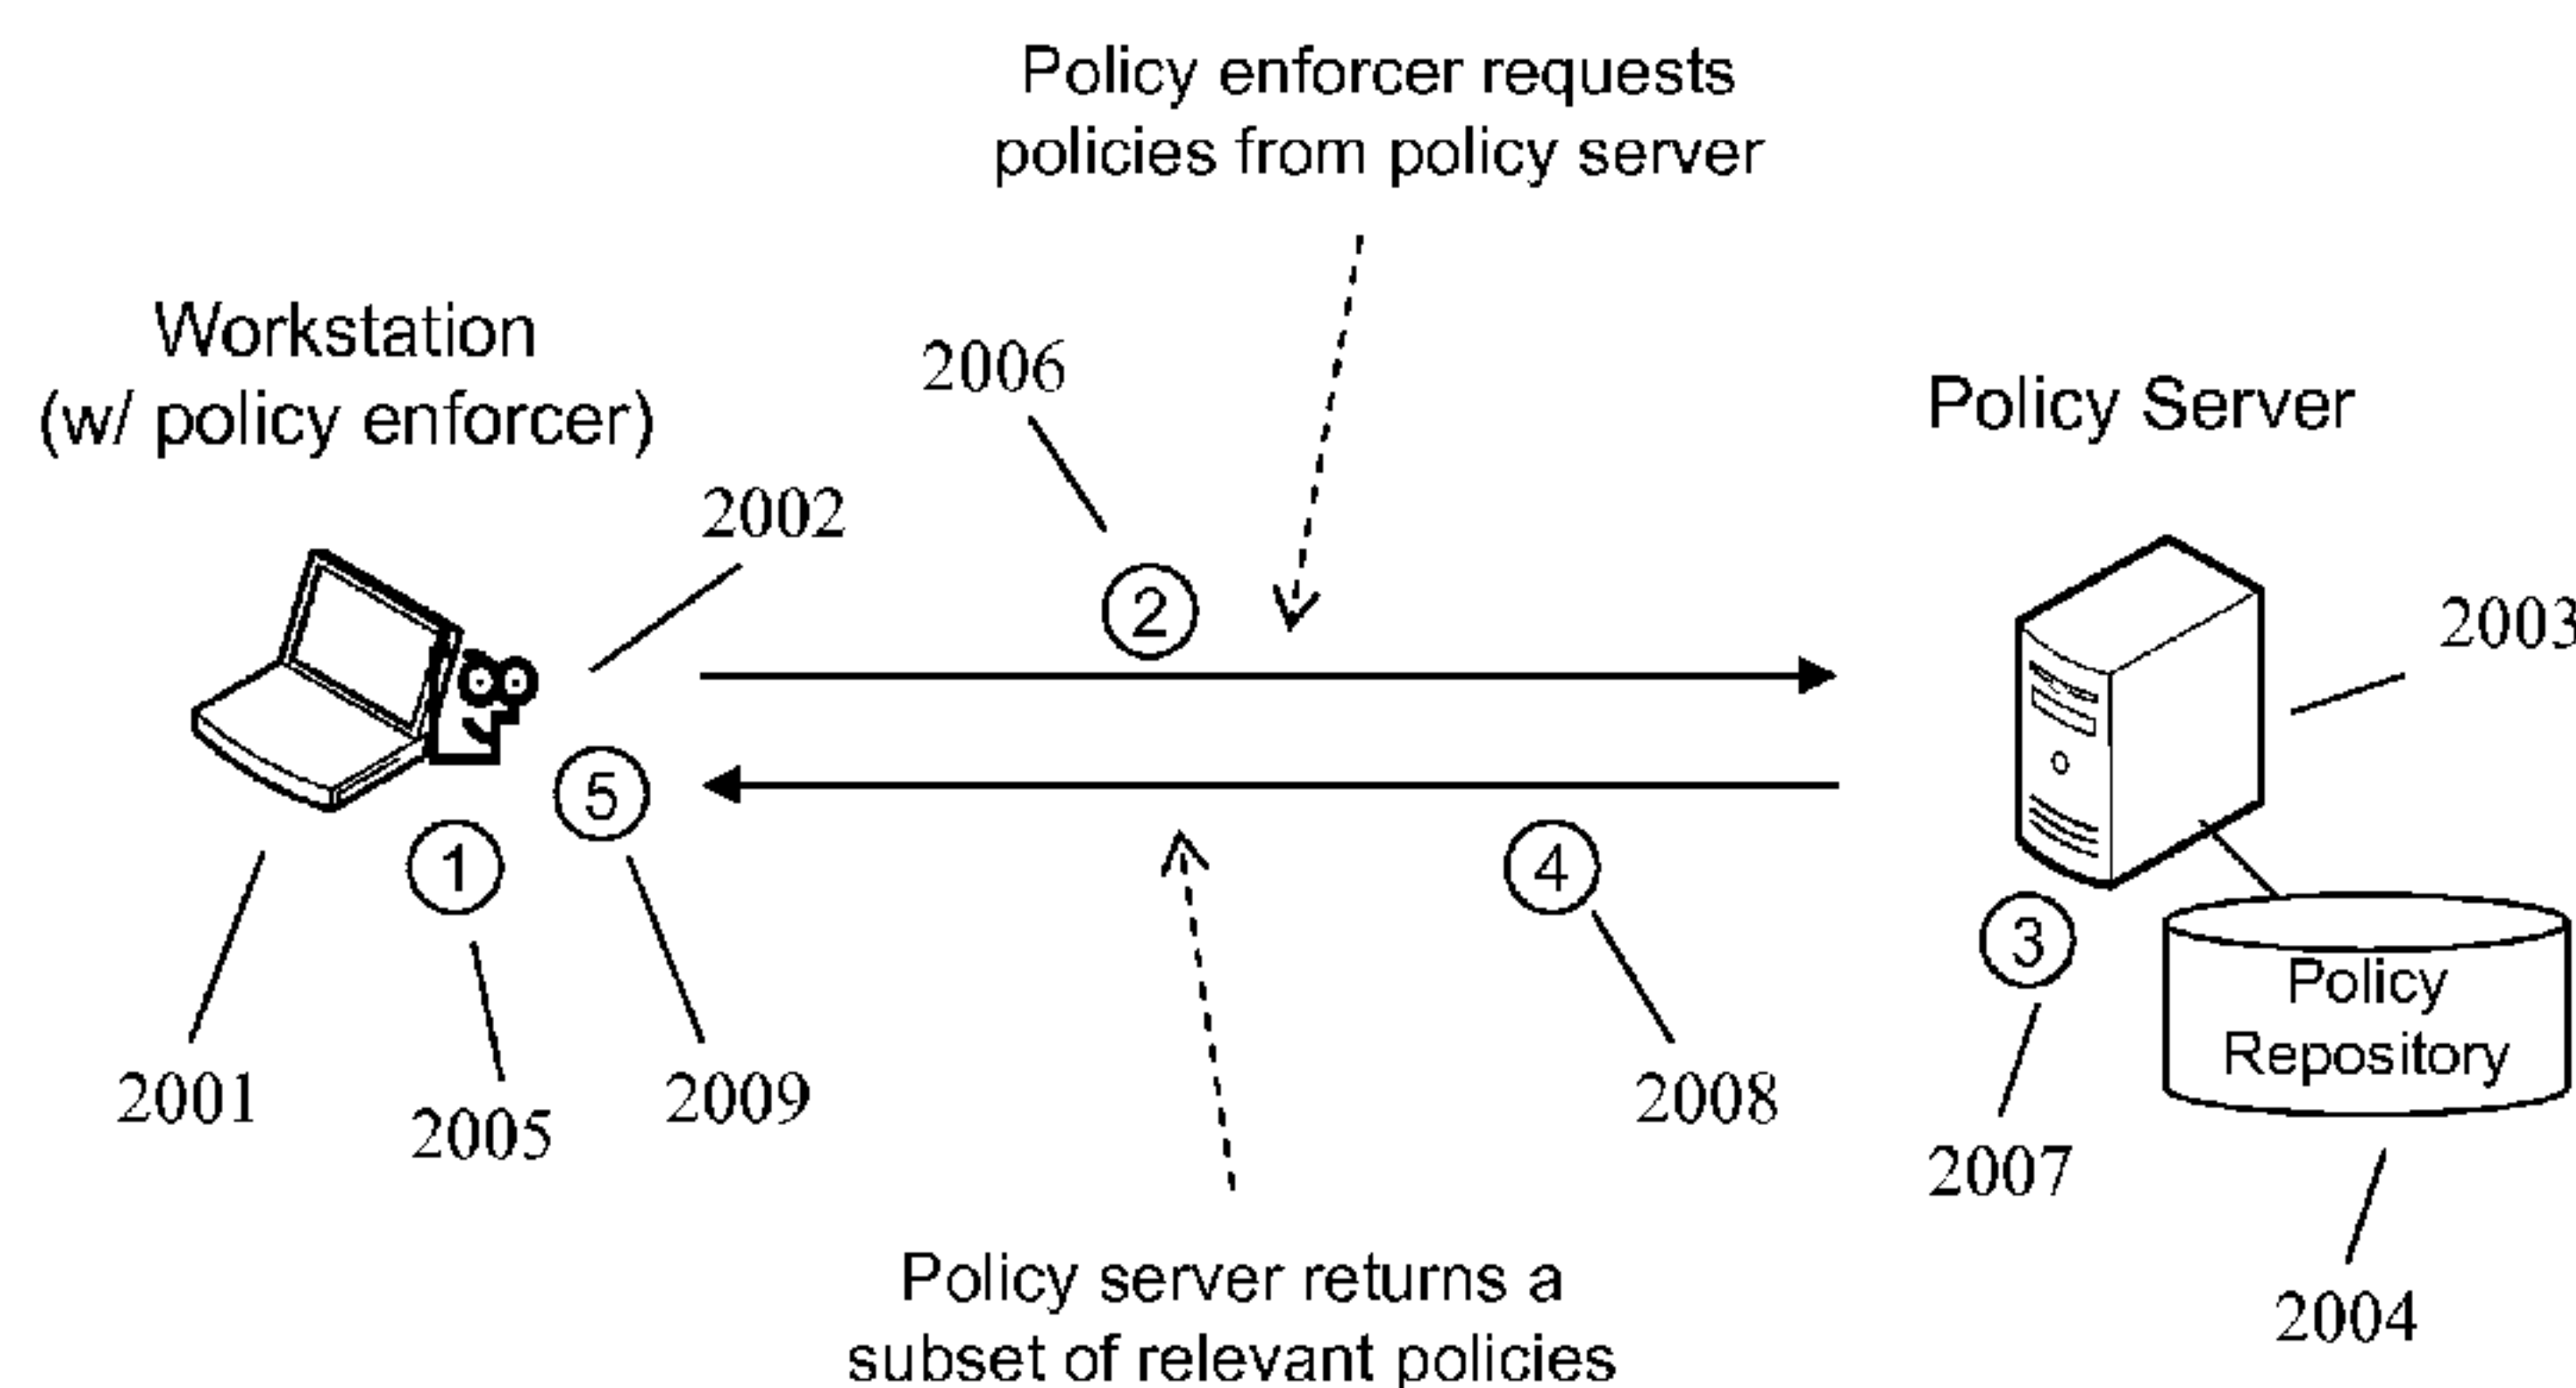 Policy enforcer requests
policies from policy server
Workstation
(w/ policy enforcer)
2006
Policy Server
2002
2003
2
5
1
4
3
Policy
Repository
2001
2005
2009
2008
2007
2004
Policy server returns a
subset of relevant policies